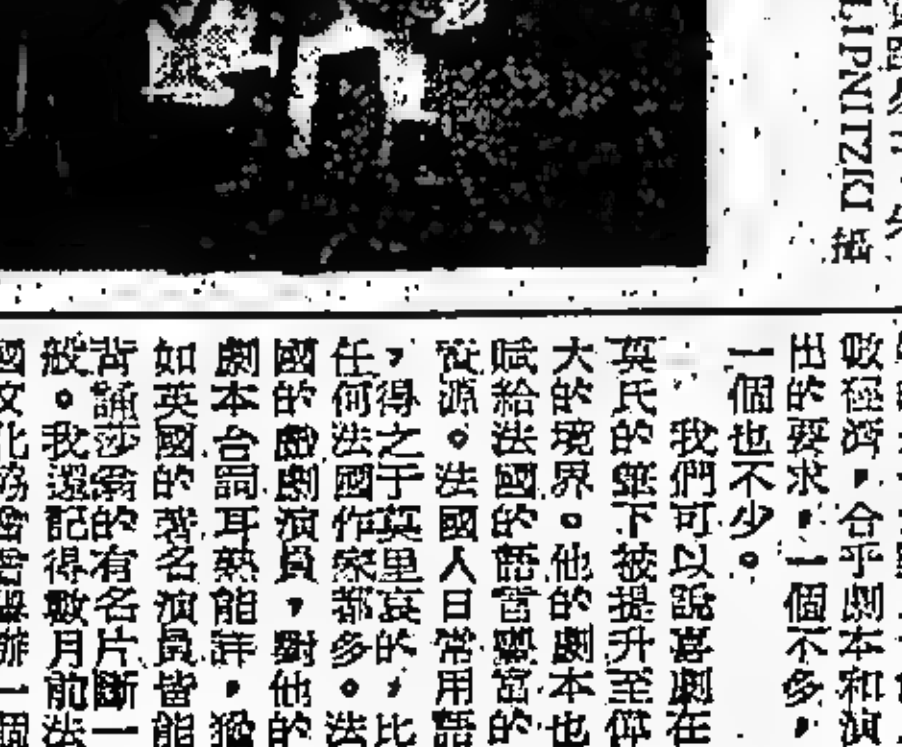 LIPNITZKI 攝
收經濟，合乎劇本和演
出的要求，一個不多，
一個也不少。
我們可以說喜劇在
英氏的筆下被提升至偉
大的境界。他的劇本也
賦給法國的語言豐富的
資源。法國人日常用語
，得之于莫里哀的，比
任何法國作家都多。法
國的戲劇演員，對他的
劇本台詞耳熟能詳，猶
如英國的著名演員皆能
背誦莎翁的有名片斷一
般。我還記得數月前法
國文化